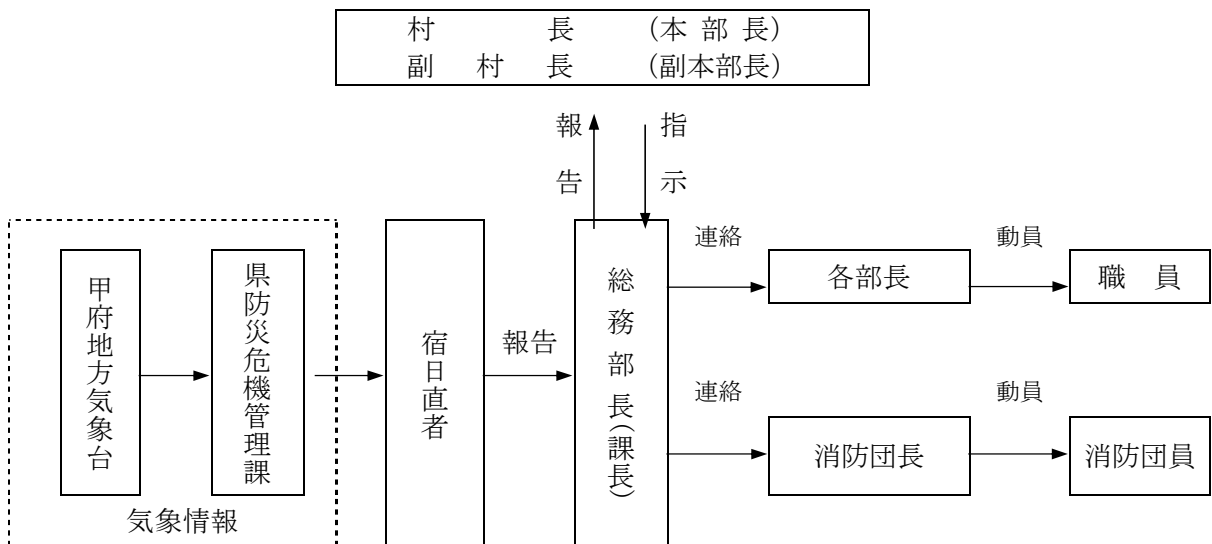 村　　　長　　（本 部 長）
副　村　長　　（副本部長）
報告
指示
甲府地方気象台
県防災危機管理課
気象情報
宿日直者
報告
総務部長(課長)
連絡
各部長
動員
職　員
連絡
消防団長
動員
消防団員